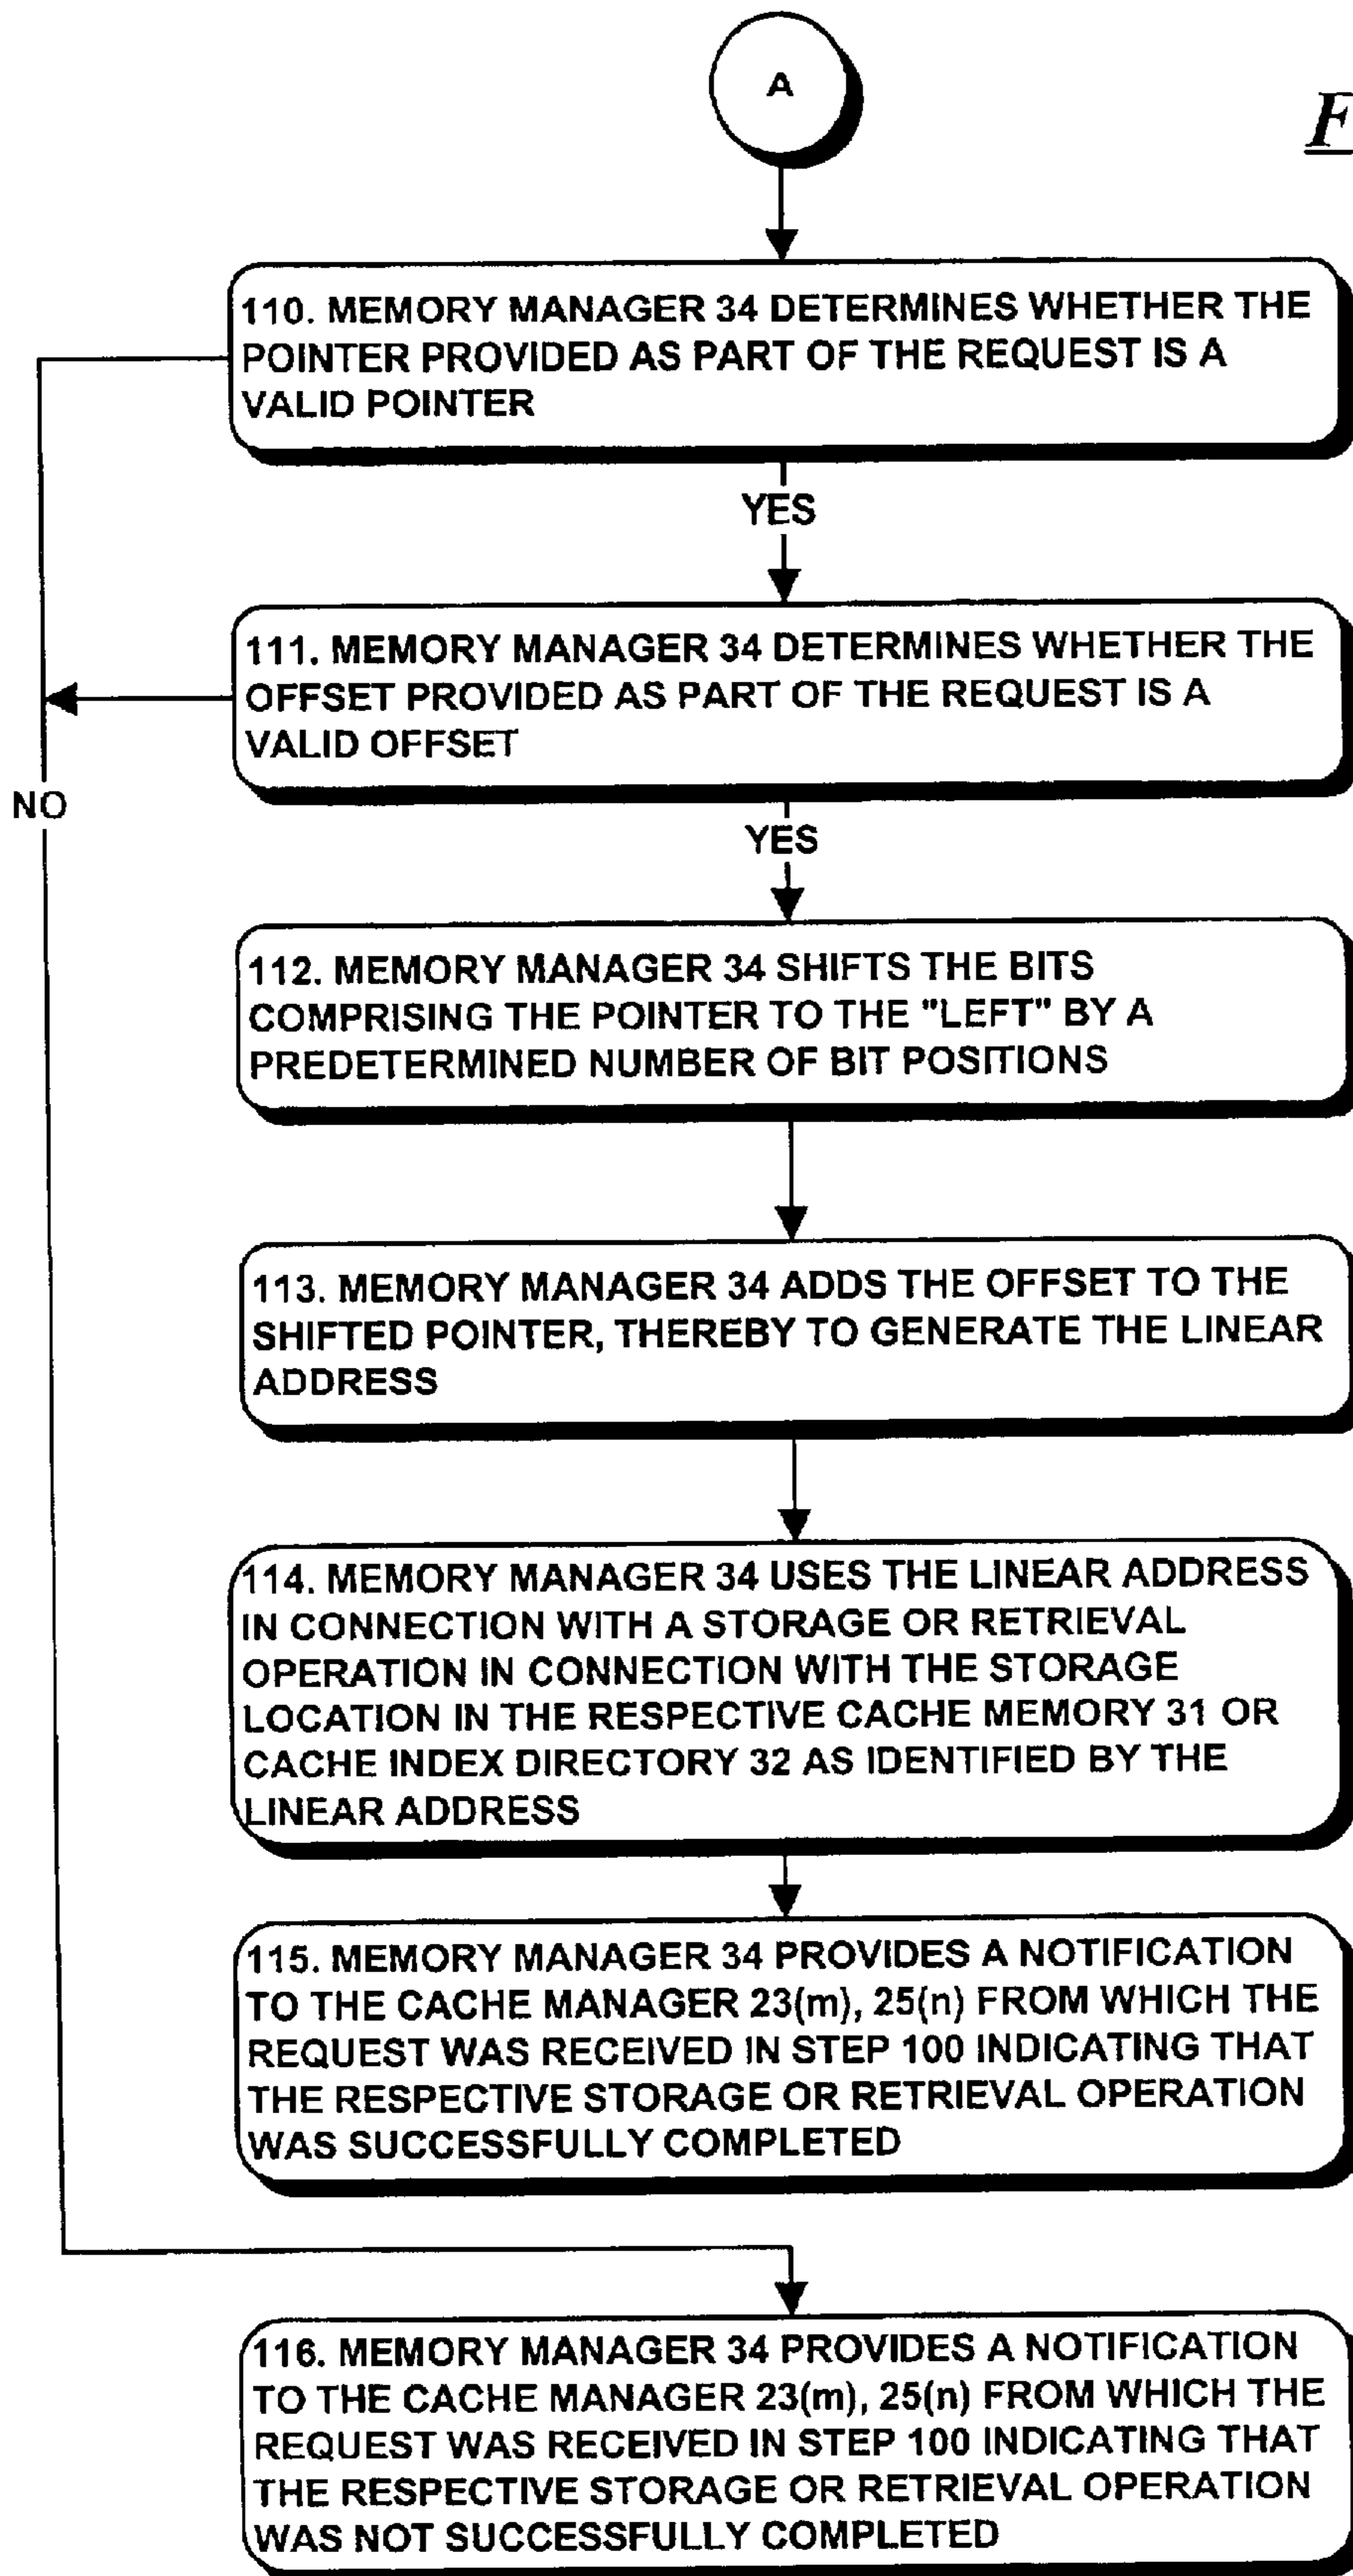 A
F
110. MEMORY MANAGER 34 DETERMINES WHETHER THE
POINTER PROVIDED AS PART OF THE REQUEST IS A
VALID POINTER
YES
111. MEMORY MANAGER 34 DETERMINES WHETHER THE
OFFSET PROVIDED AS PART OF THE REQUEST IS A
VALID OFFSET
NO
YES
112. MEMORY MANAGER 34 SHIFTS THE BITS
COMPRISING THE POINTER TO THE "LEFT" BY A
PREDETERMINED NUMBER OF BIT POSITIONS
113. MEMORY MANAGER 34 ADDS THE OFFSET TO THE
SHIFTED POINTER, THEREBY TO GENERATE THE LINEAR
ADDRESS
114. MEMORY MANAGER 34 USES THE LINEAR ADDRESS
IN CONNECTION WITH A STORAGE OR RETRIEVAL
OPERATION IN CONNECTION WITH THE STORAGE
LOCATION IN THE RESPECTIVE CACHE MEMORY 31 OR
CACHE INDEX DIRECTORY 32 AS IDENTIFIED BY THE
LINEAR ADDRESS
115. MEMORY MANAGER 34 PROVIDES A NOTIFICATION
TO THE CACHE MANAGER 23(m), 25(n) FROM WHICH THE
REQUEST WAS RECEIVED IN STEP 100 INDICATING THAT
THE RESPECTIVE STORAGE OR RETRIEVAL OPERATION
WAS SUCCESSFULLY COMPLETED
116. MEMORY MANAGER 34 PROVIDES A NOTIFICATION
TO THE CACHE MANAGER 23(m), 25(n) FROM WHICH THE
REQUEST WAS RECEIVED IN STEP 100 INDICATING THAT
THE RESPECTIVE STORAGE OR RETRIEVAL OPERATION
WAS NOT SUCCESSFULLY COMPLETED